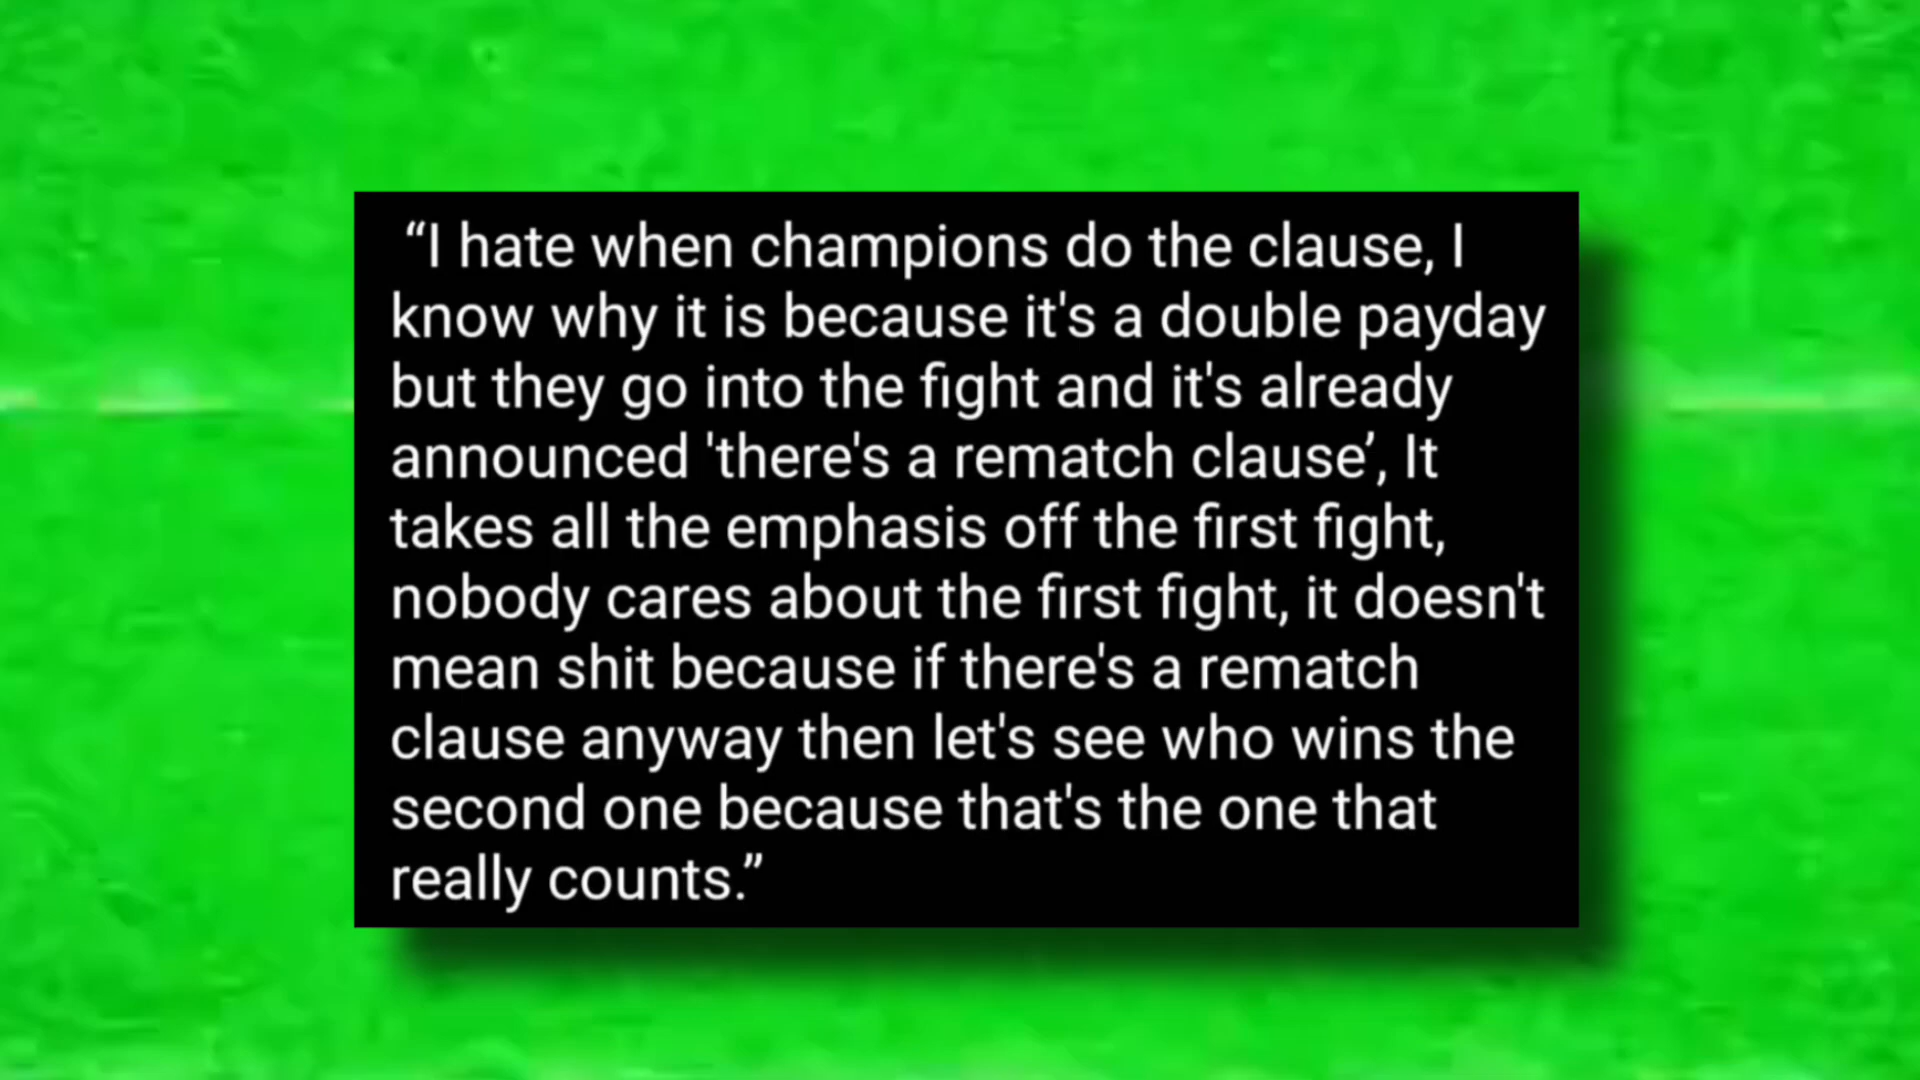 “I hate when champions do the clause, I
know why it is because it's a double payday
but they go into the fight and it's already
announced 'there's a rematch clause’, It
takes all the emphasis off the first fight,
nobody cares about the first fight, it doesn't
mean shit because if there's a rematch
clause anyway then let's see who wins the
second one because that's the one that
really counts.”